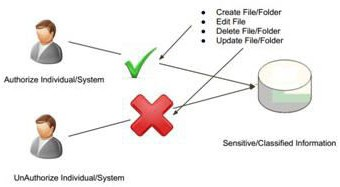 Create File/Folder
Edit File
Delete File/Folder
Update File/Folder
Authorize Individual/System
Sensitive/Classified Information
UnAuthorize Individual/System